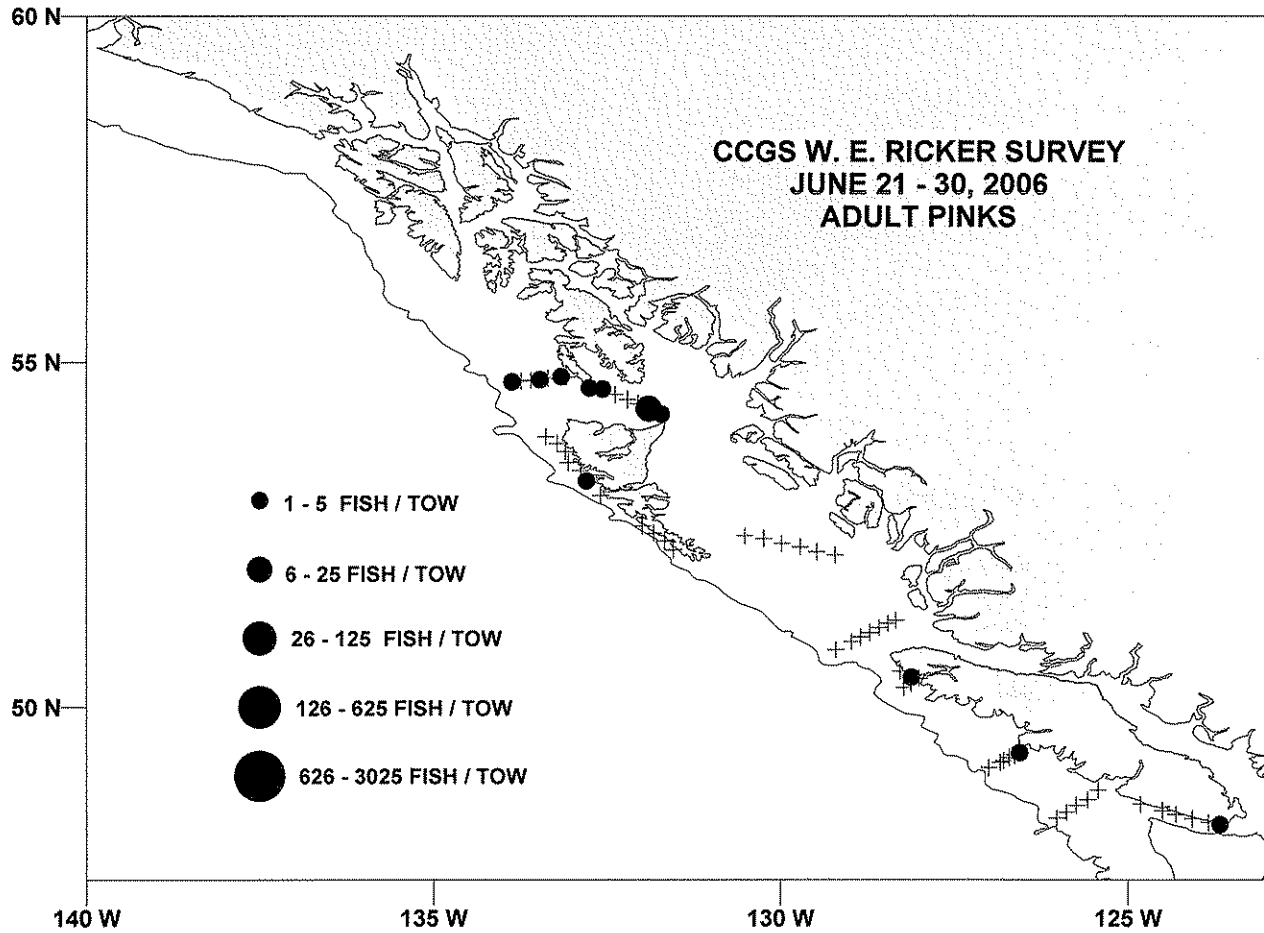 60 N
CCGS W. E. RICKER SURVEY
JUNE 21 - 30, 2006
ADULT PINKS
55 N
1 - 5 FISH / TOW
6 - 25 FISH / TOW
26 - 125 FISH / TOW
50 N
126 - 625 FISH / TOW
626 - 3025 FISH / TOW
140 W
135 W
130 W
125 W